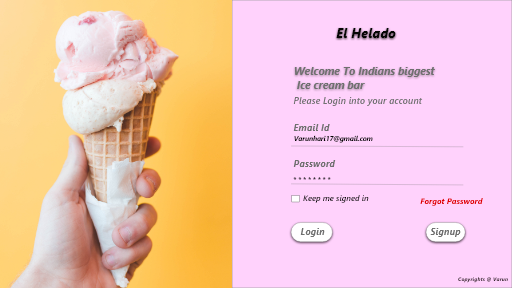 El Helado
Welcome To Indians biggest
Ice cream bar
Please Login into your account
Email Id
Varunhari17@gmail.com
Password
********
Keep me signed in
Forgot Password
Login
Signup
Copyrights @ Varun